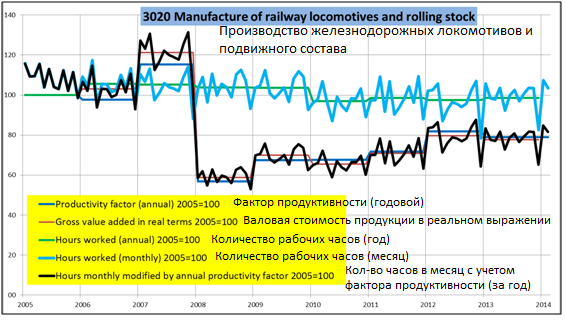 3020 Manufacture of railway locomotives and rolling stock
Производство железнодорожных локомотивов и
подвижного состава
140
120
100
80
60
40
20
00
Productivity factor (annual) 2005=100 Фактор продуктивности (годовой)
Gross value added in real terms 2005=100 Валовая стоимость продукции в реальном выражении
Hours worked (annual) 2005=100 Количество рабочих часов (год)
Hours worked (monthly) 2005=100 Количество рабочих часов (месяц)
Hours monthly modified by annual productivity factor 2005=100 Кол-во часов в месяц с учетом
фактора продуктивности (за год)
2005 2006 2007 2008 2009 2010 2011 2012 2013 2014